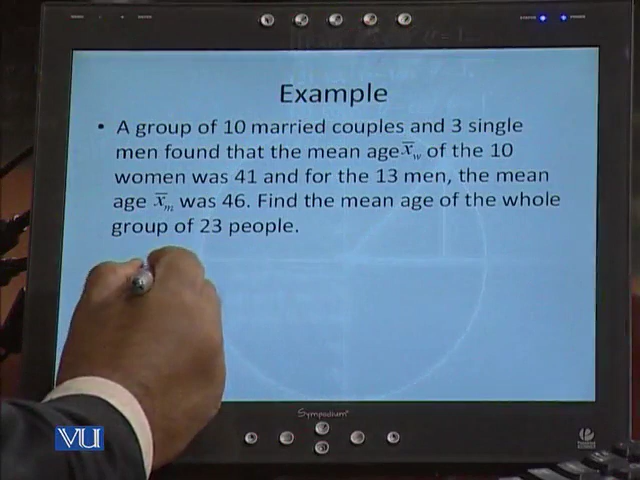 Example
• A group of 10 married couples and 3 single
men found that the mean age x̅w of the 10
women was 41 and for the 13 men, the mean
age x̅m was 46. Find the mean age of the whole
group of 23 people.
Sympodium
VU